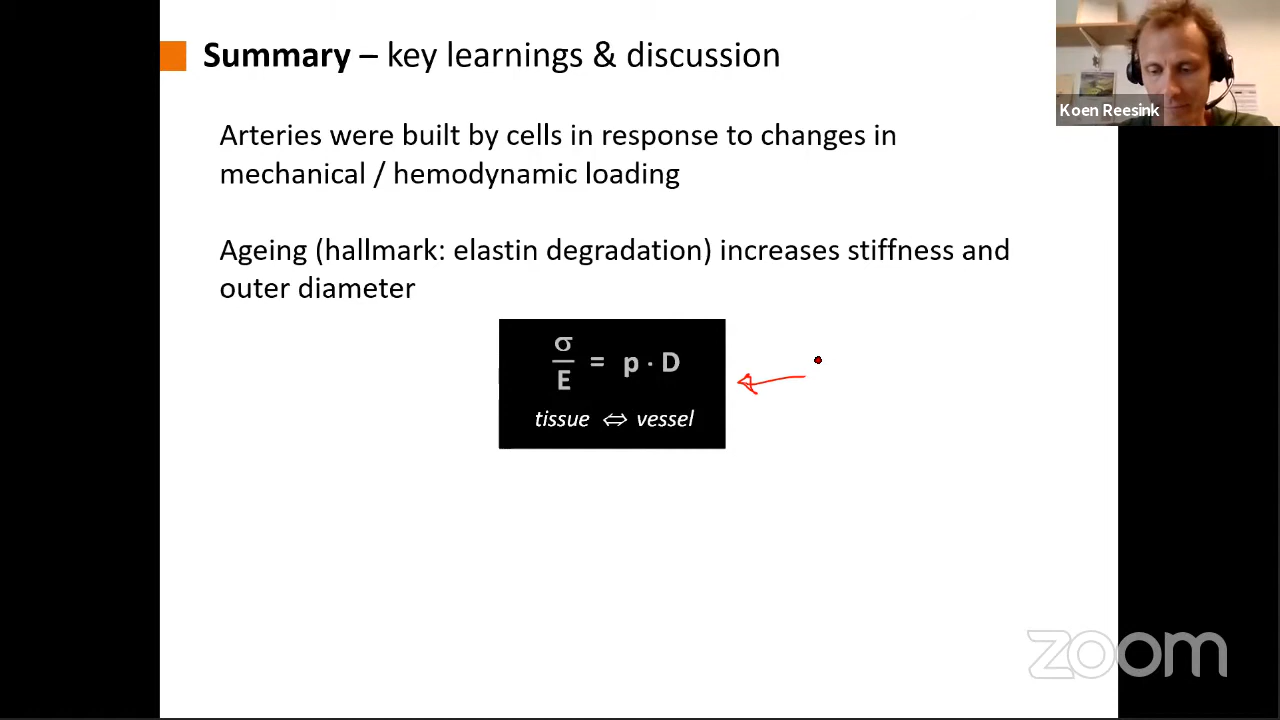 Summary – key learnings & discussion
Koen Reesink
Arteries were built by cells in response to changes in
mechanical / hemodynamic loading
Ageing (hallmark: elastin degradation) increases stiffness and
outer diameter
σ
E
= p · D
tissue ⇔ vessel
zoom